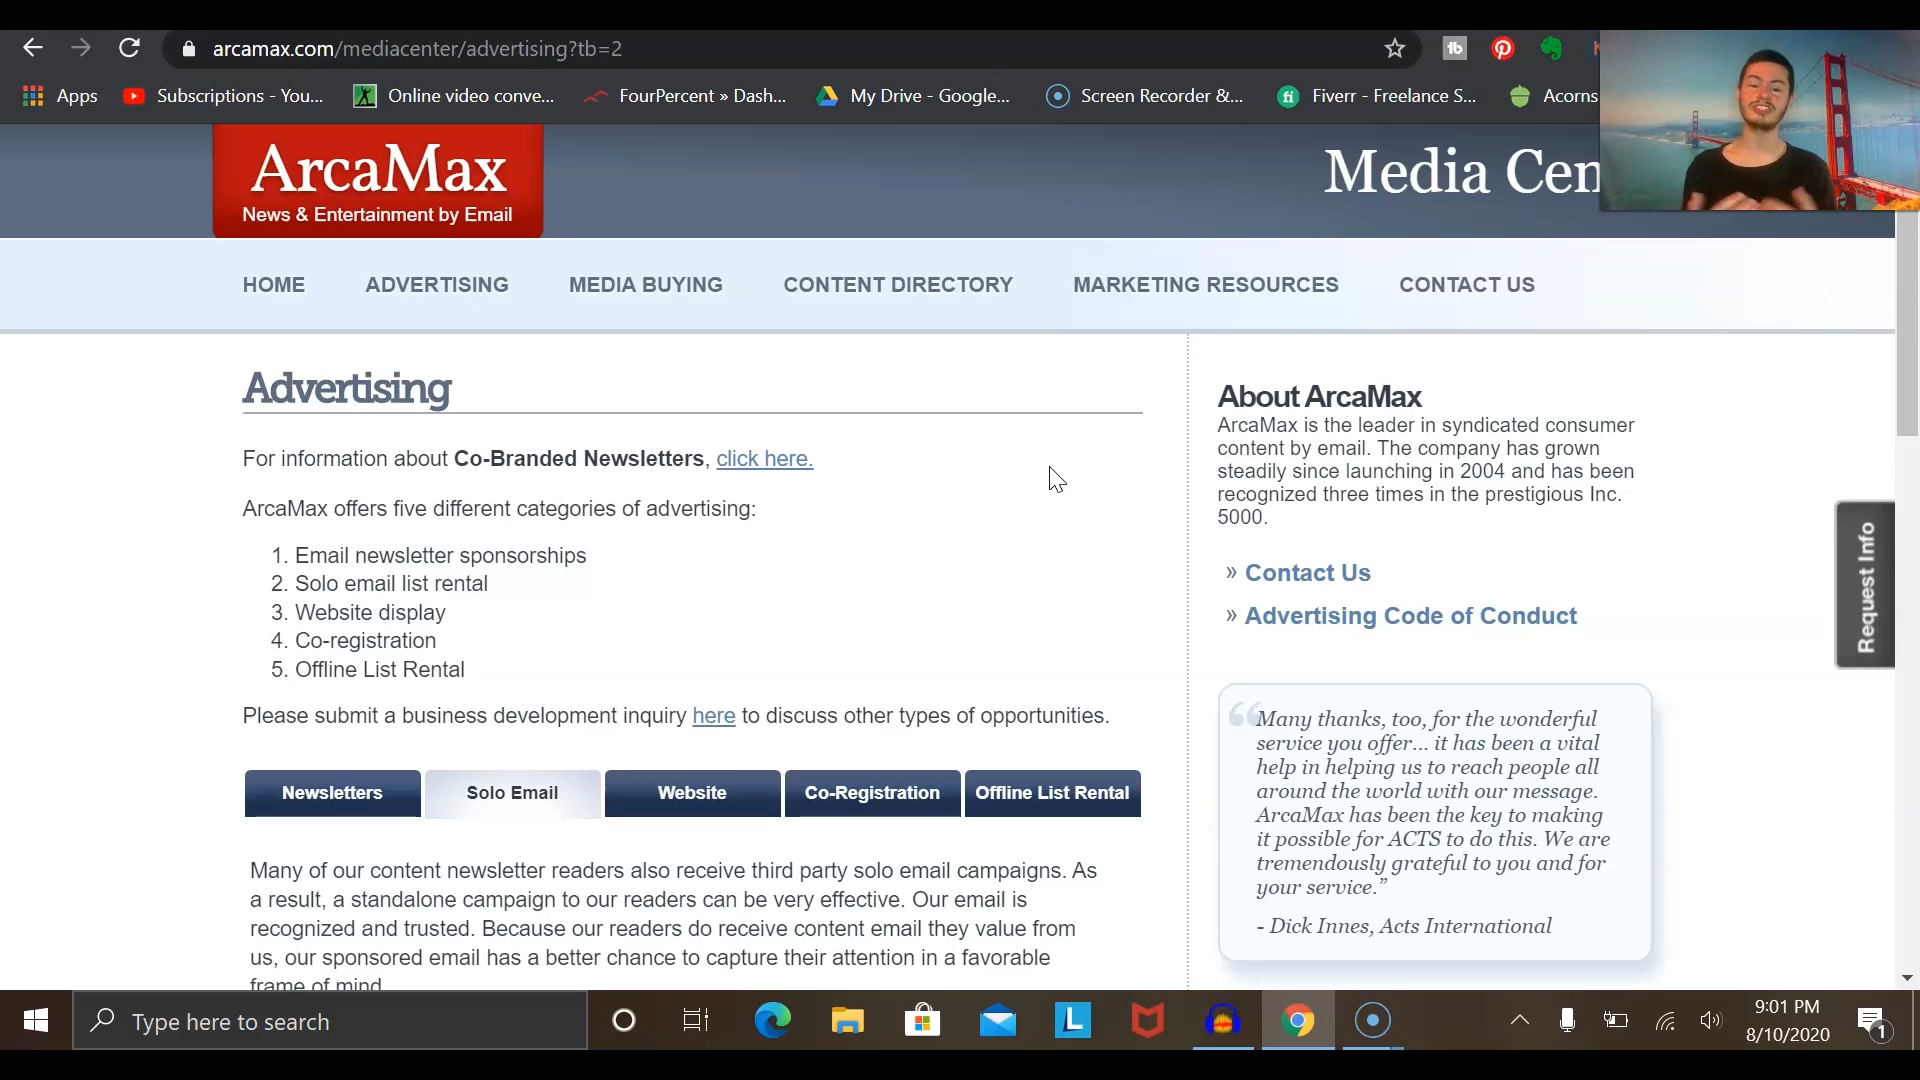 arcamax.com/mediacenter/advertising?tb=2
Apps
Subscriptions - You...
Online video conve...
FourPercent » Dash...
My Drive - Google...
Screen Recorder &...
Fiverr - Freelance S...
Acorns
ArcaMax
News & Entertainment by Email
Media Cen
HOME
ADVERTISING
MEDIA BUYING
CONTENT DIRECTORY
MARKETING RESOURCES
CONTACT US
Advertising
For information about Co-Branded Newsletters, click here.
ArcaMax offers five different categories of advertising:
1. Email newsletter sponsorships
2. Solo email list rental
3. Website display
4. Co-registration
5. Offline List Rental
Please submit a business development inquiry here to discuss other types of opportunities.
Newsletters
Solo Email
Website
Co-Registration
Offline List Rental
Many of our content newsletter readers also receive third party solo email campaigns. As
a result, a standalone campaign to our readers can be very effective. Our email is
recognized and trusted. Because our readers do receive content email they value from
us, our sponsored email has a better chance to capture their attention in a favorable
frame of mind
About ArcaMax
ArcaMax is the leader in syndicated consumer
content by email. The company has grown
steadily since launching in 2004 and has been
recognized three times in the prestigious Inc.
5000.
» Contact Us
» Advertising Code of Conduct
“Many thanks, too, for the wonderful
service you offer... it has been a vital
help in helping us to reach people all
around the world with our message.
ArcaMax has been the key to making
it possible for ACTS to do this. We are
tremendously grateful to you and for
your service.”
- Dick Innes, Acts International
Request Info
Type here to search
9:01 PM
8/10/2020
1